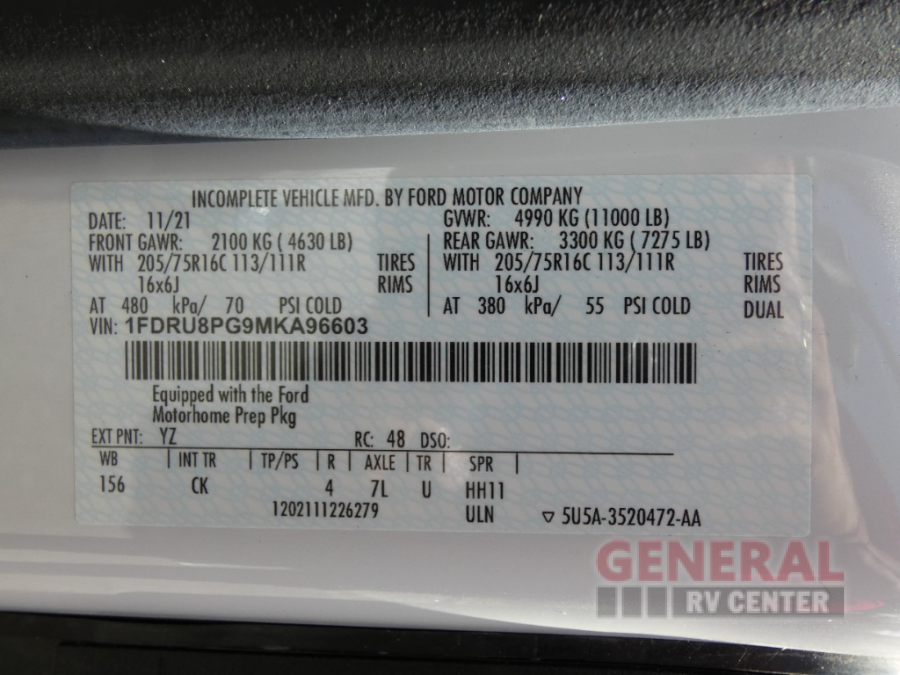 INCOMPLETE VEHICLE MFD. BY FORD MOTOR COMPANY
DATE: 11/21 GVWR: 4990 KG (11000 LB)
FRONT GAWR: 2100 KG ( 4630 LB) REAR GAWR: 3300 KG ( 7275 LB)
WITH 205/75R16C 113/111R TIRES WITH 205/75R16C 113/111R TIRES
16x6J RIMS 16x6J RIMS
AT 480 kPa/ 70 PSI COLD AT 380 kPa/ 55 PSI COLD DUAL
VIN: 1FDRU8PG9MKA96603
Equipped with the Ford
Motorhome Prep Pkg
EXT PNT: YZ RC: 48 DSO:
WB INT TR TP/PS R AXLE TR SPR
156 CK 4 7L U HH11
1202111226279 ULN ▽ 5U5A-3520472-AA
GENERAL
RV CENTER